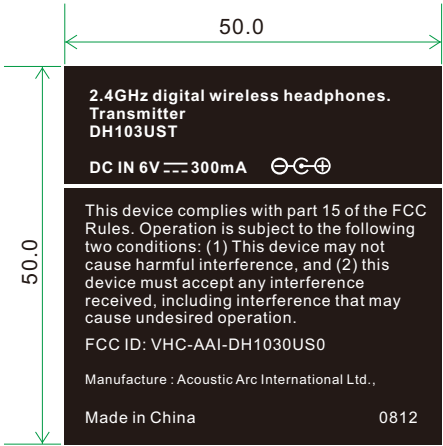 50.0
50.0
2.4GHz digital wireless headphones.
Transmitter
DH103UST
DC IN 6V ⎓ 300mA
This device complies with part 15 of the FCC
Rules. Operation is subject to the following
two conditions: (1) This device may not
cause harmful interference, and (2) this
device must accept any interference
received, including interference that may
cause undesired operation.
FCC ID: VHC-AAI-DH1030US0
Manufacture : Acoustic Arc International Ltd.,
Made in China 0812